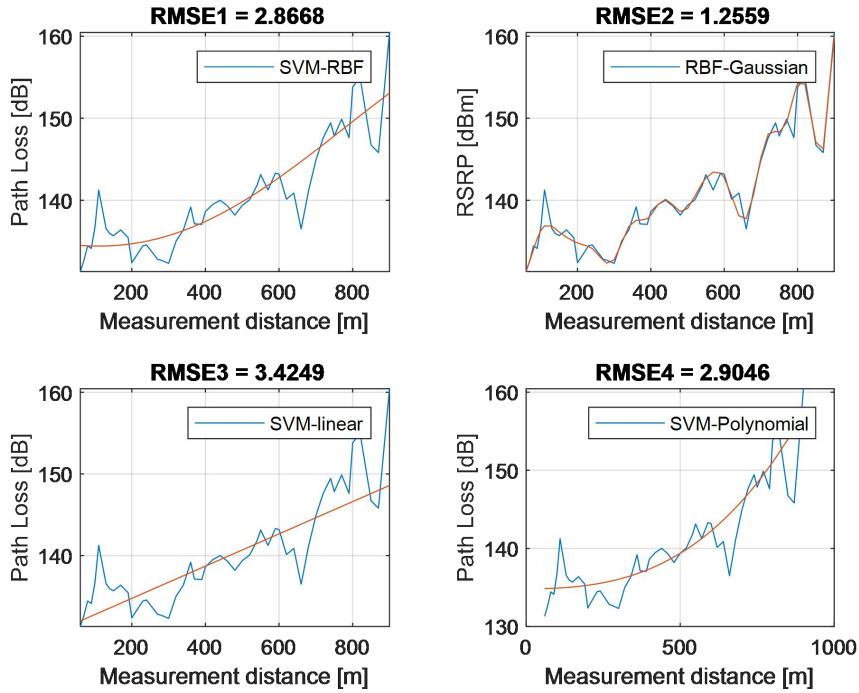 RMSE1 = 2.8668
160
150
140
Path Loss [dB]
SVM-RBF
200 400 600 800
Measurement distance [m]
RMSE2 = 1.2559
160
150
140
RSRP [dBm]
RBF-Gaussian
200 400 600 800
Measurement distance [m]
RMSE3 = 3.4249
160
150
140
Path Loss [dB]
SVM-linear
200 400 600 800
Measurement distance [m]
RMSE4 = 2.9046
160
150
140
130
Path Loss [dB]
SVM-Polynomial
0 500 1000
Measurement distance [m]